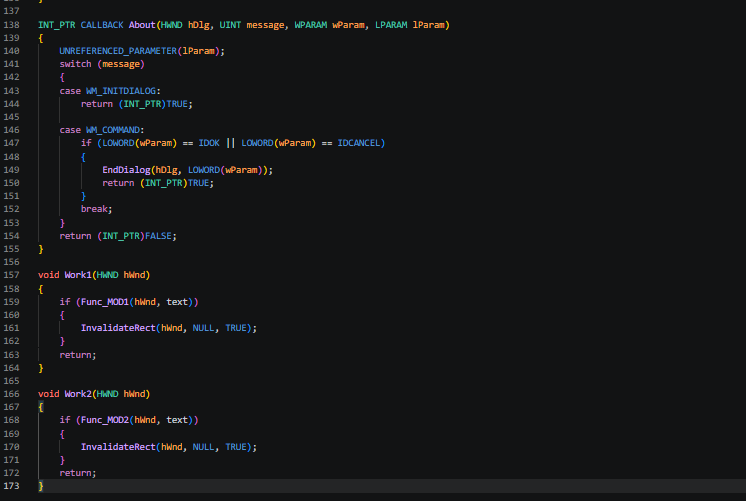 137
138 INT_PTR CALLBACK About(HWND hDlg, UINT message, WPARAM wParam, LPARAM lParam)
139 {
140     UNREFERENCED_PARAMETER(lParam);
141     switch (message)
142     {
143     case WM_INITDIALOG:
144         return (INT_PTR)TRUE;
145
146     case WM_COMMAND:
147         if (LOWORD(wParam) == IDOK || LOWORD(wParam) == IDCANCEL)
148         {
149             EndDialog(hDlg, LOWORD(wParam));
150             return (INT_PTR)TRUE;
151         }
152         break;
153     }
154     return (INT_PTR)FALSE;
155 }
156
157 void Work1(HWND hWnd)
158 {
159     if (Func_MOD1(hWnd, text))
160     {
161         InvalidateRect(hWnd, NULL, TRUE);
162     }
163     return;
164 }
165
166 void Work2(HWND hWnd)
167 {
168     if (Func_MOD2(hWnd, text))
169     {
170         InvalidateRect(hWnd, NULL, TRUE);
171     }
172     return;
173 }